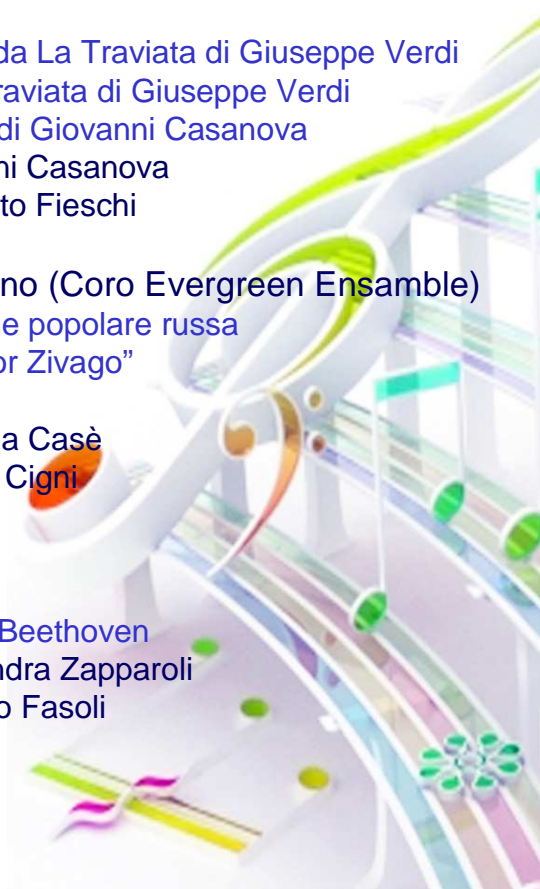 da La Traviata di Giuseppe Verdi
raviata di Giuseppe Verdi
di Giovanni Casanova
ni Casanova
to Fieschi
no (Coro Evergreen Ensamble)
e popolare russa
or Zivago”
a Casè
Cigni
Beethoven
ndra Zapparoli
o Fasoli